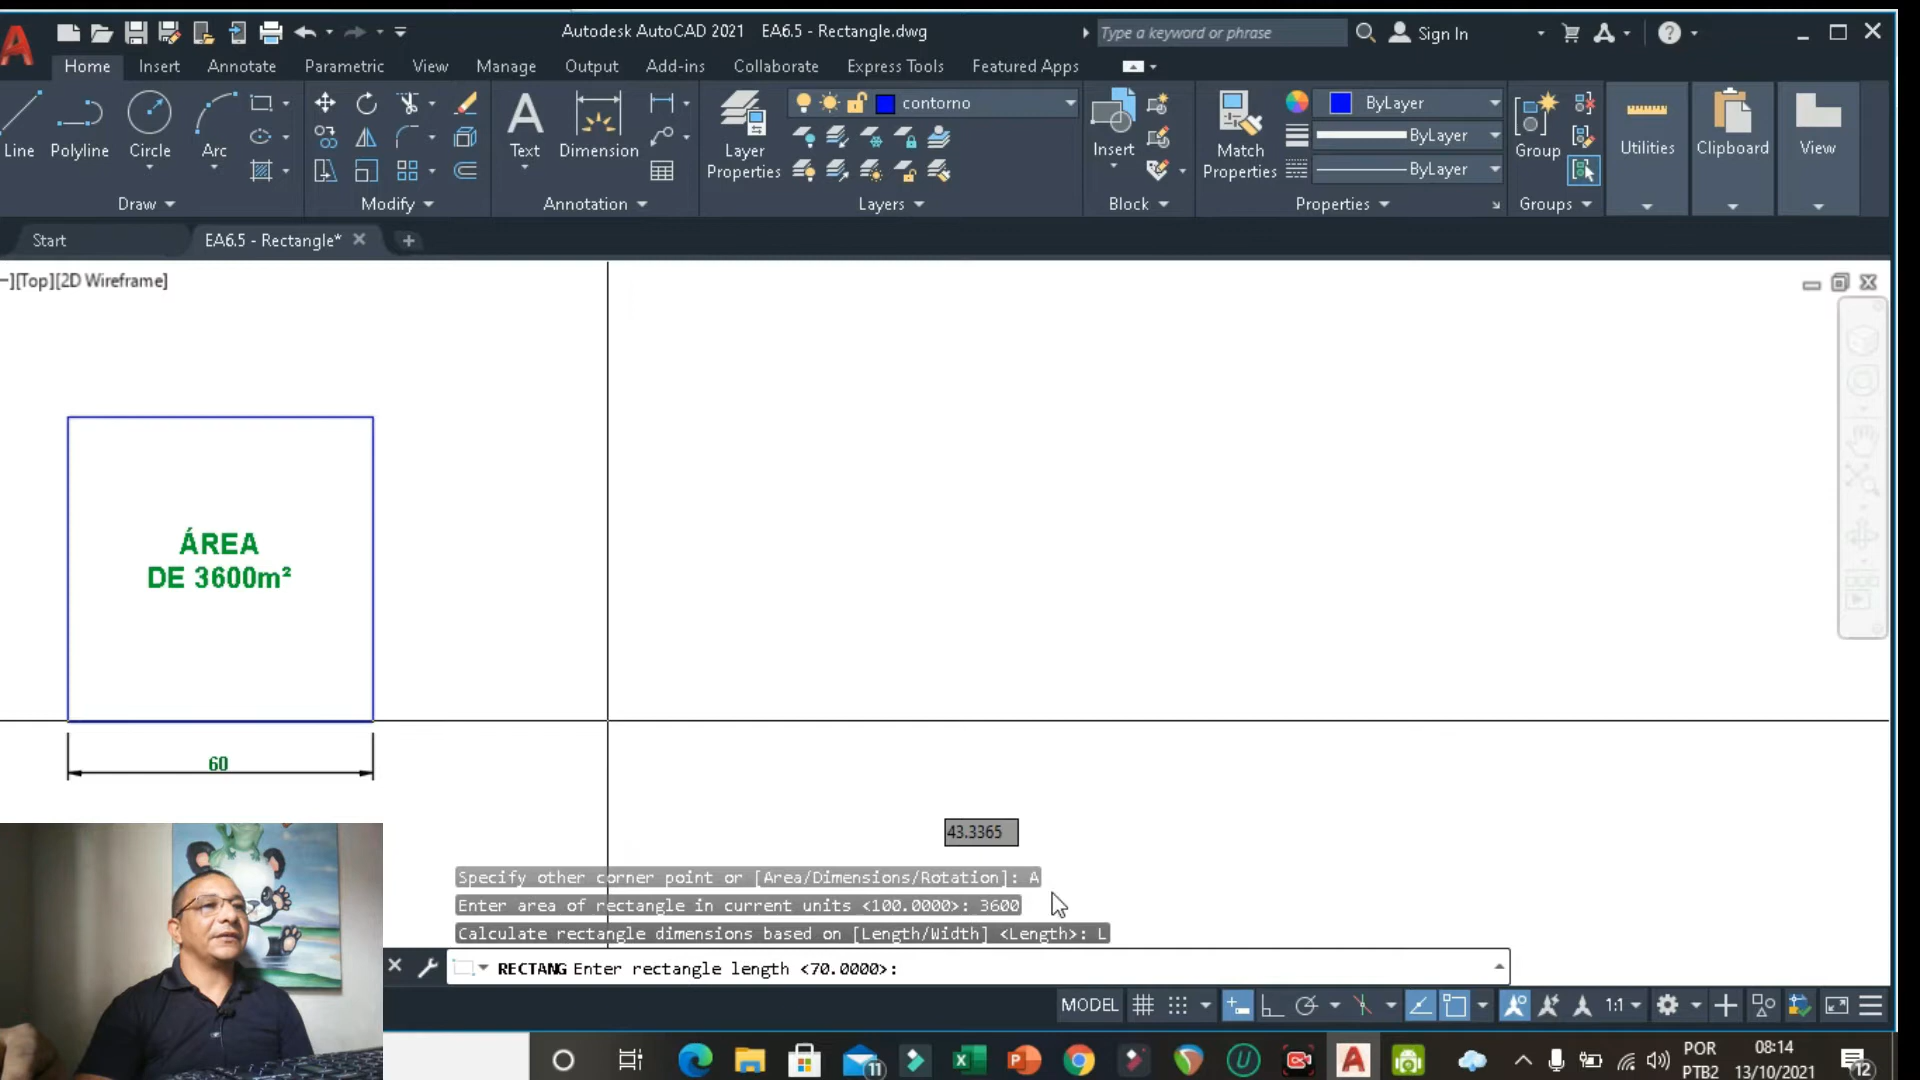 Autodesk AutoCAD 2021 EA6.5 - Rectangle.dwg
Type a keyword or phrase
Sign In
Home Insert Annotate Parametric View Manage Output Add-ins Collaborate Express Tools Featured Apps
Line Polyline Circle Arc
Text Dimension
Layer Properties
contorno
Insert
Match Properties
ByLayer
ByLayer
ByLayer
Group
Utilities
Clipboard
View
Draw Modify Annotation Layers Block Properties Groups
Start EA6.5 - Rectangle*
–][Top][2D Wireframe]
ÁREA
DE 3600m²
60
43.3365
Specify other corner point or [Area/Dimensions/Rotation]: A
Enter area of rectangle in current units <100.0000>: 3600
Calculate rectangle dimensions based on [Length/Width] <Length>: L
RECTANG Enter rectangle length <70.0000>:
MODEL 1:1
11
POR
PTB2
08:14
13/10/2021
12